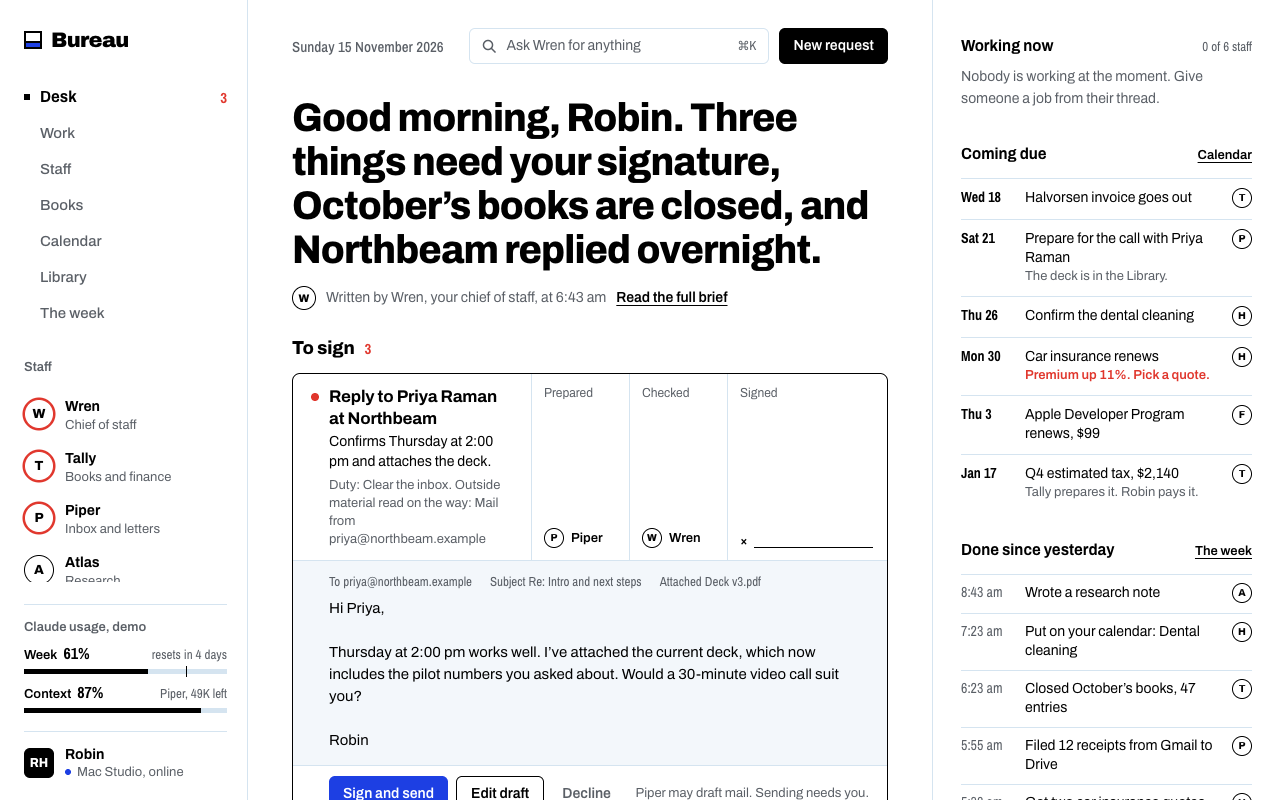 Bureau
Desk 3
Work
Staff
Books
Calendar
Library
The week
Staff
W Wren
Chief of staff
T Tally
Books and finance
P Piper
Inbox and letters
A Atlas
Research
Claude usage, demo
Week 61% resets in 4 days
Context 87% Piper, 49K left
RH Robin
Mac Studio, online
Sunday 15 November 2026
Ask Wren for anything ⌘K
New request
Good morning, Robin. Three
things need your signature,
October’s books are closed, and
Northbeam replied overnight.
W Written by Wren, your chief of staff, at 6:43 am Read the full brief
To sign 3
Reply to Priya Raman
at Northbeam
Confirms Thursday at 2:00
pm and attaches the deck.
Duty: Clear the inbox. Outside
material read on the way: Mail
from
priya@northbeam.example
Prepared
P Piper
Checked
W Wren
Signed
×
To priya@northbeam.example Subject Re: Intro and next steps Attached Deck v3.pdf
Hi Priya,
Thursday at 2:00 pm works well. I’ve attached the current deck, which now
includes the pilot numbers you asked about. Would a 30-minute video call suit
you?
Robin
Sign and send Edit draft Decline Piper may draft mail. Sending needs you.
Working now 0 of 6 staff
Nobody is working at the moment. Give
someone a job from their thread.
Coming due Calendar
Wed 18 Halvorsen invoice goes out T
Sat 21 Prepare for the call with Priya P
Raman
The deck is in the Library.
Thu 26 Confirm the dental cleaning H
Mon 30 Car insurance renews H
Premium up 11%. Pick a quote.
Thu 3 Apple Developer Program F
renews, $99
Jan 17 Q4 estimated tax, $2,140 T
Tally prepares it. Robin pays it.
Done since yesterday The week
8:43 am Wrote a research note A
7:23 am Put on your calendar: Dental H
cleaning
6:23 am Closed October’s books, 47 T
entries
5:55 am Filed 12 receipts from Gmail to P
Drive